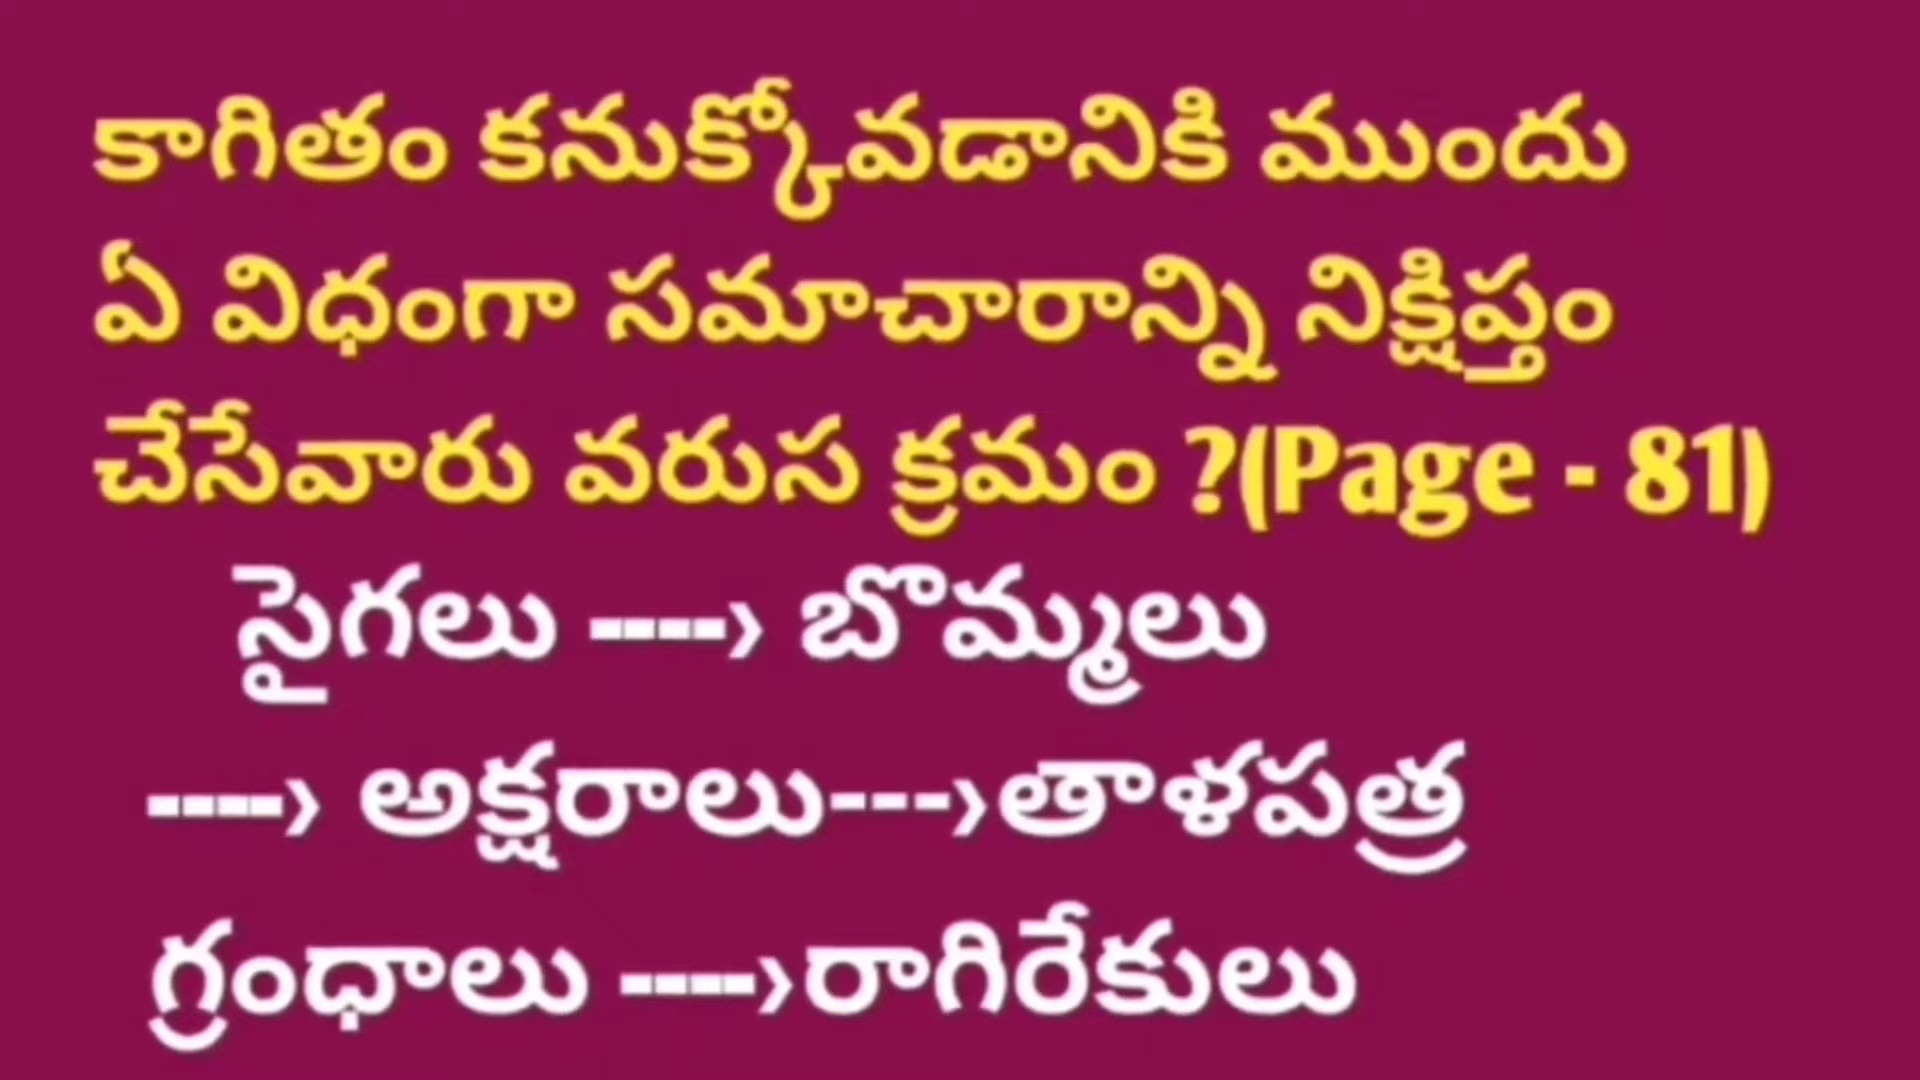 కాగితం కనుక్కోవడానికి ముందు
ఏ విధంగా సమాచారాన్ని నిక్షిప్తం
చేసేవారు వరుస క్రమం ?(Page - 81)
సైగలు ----› బొమ్మలు
----› అక్షరాలు---›తాళపత్ర
గ్రంధాలు ----›రాగిరేకులు